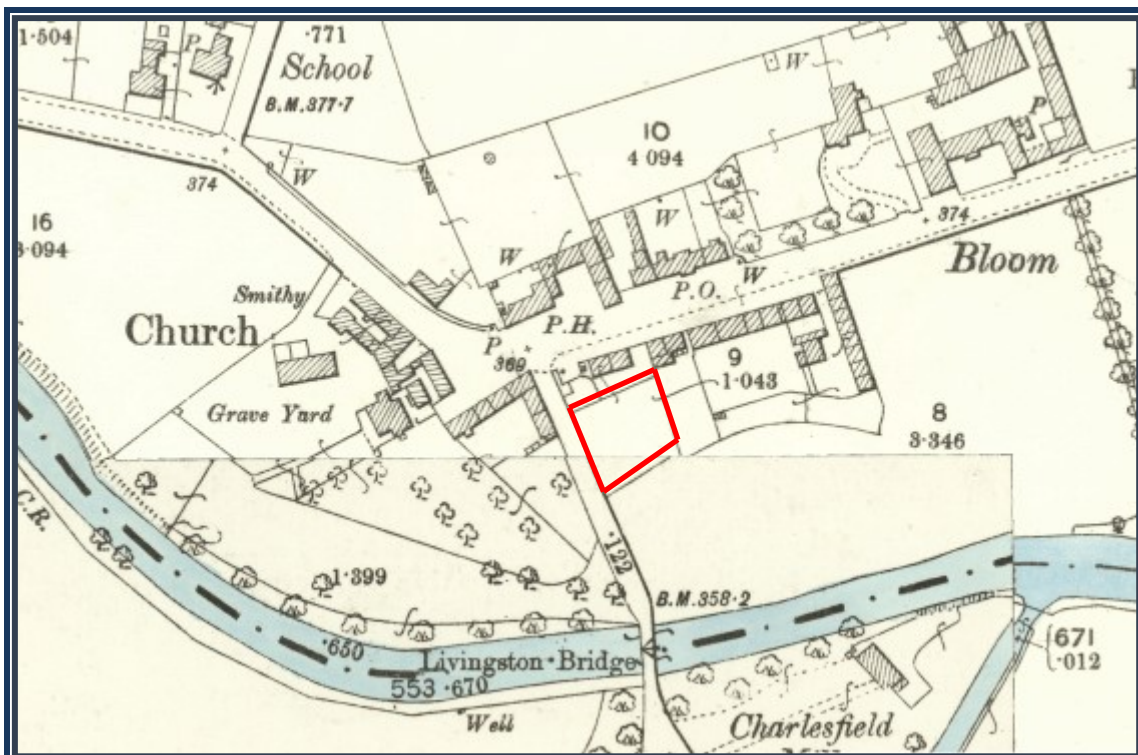 1·504
P
·771
School
B.M.377·7
W
10
4 094
P
W
374
W
374
16
3·094
W
W
Bloom
Smithy
P.O.
Church
P.H.
P
369
9
1·043
Grave Yard
8
3·346
C.R.
·122
1·399
B.M.358·2
·650
Livingston Bridge
671
·012
553 ·670
Well
Charlesfield